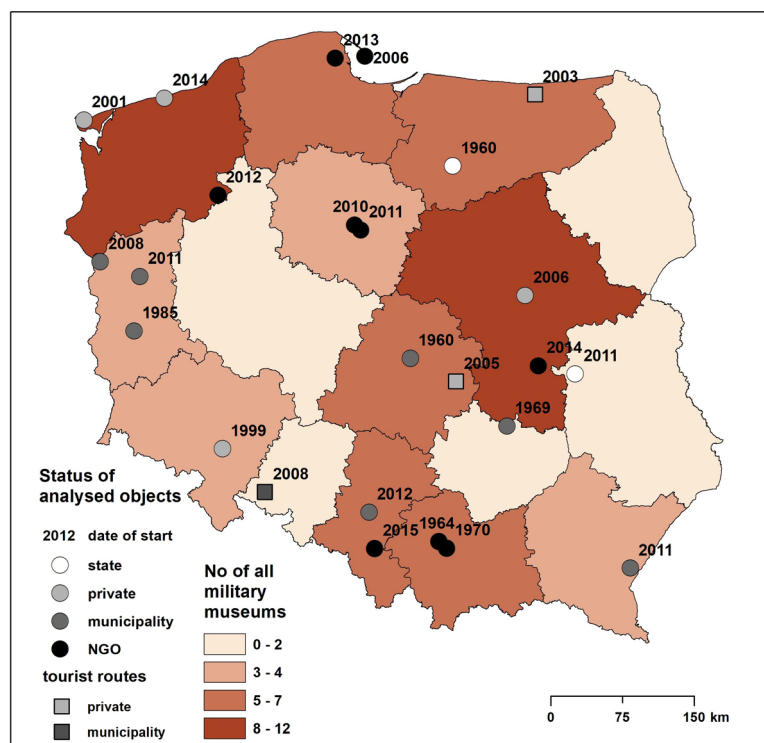 2013
2006
2014
2003
2001
1960
2012
2010
2011
2008
2011
2006
1985
1960
2014
2011
2005
1969
1999
2008
2012
1964
1970
2015
2011
Status of
analysed objects
2012 date of start
state
private
municipality
NGO
tourist routes
private
municipality
No of all
military
museums
0 - 2
3 - 4
5 - 7
8 - 12
0 75 150 km